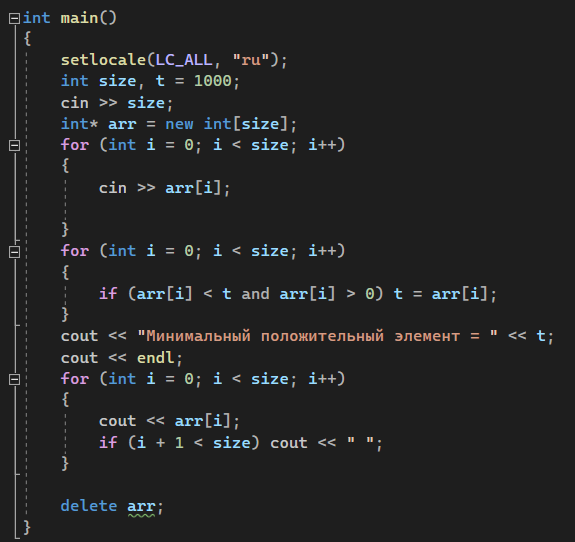 int main()
{
    setlocale(LC_ALL, "ru");
    int size, t = 1000;
    cin >> size;
    int* arr = new int[size];
    for (int i = 0; i < size; i++)
    {
        cin >> arr[i];

    }
    for (int i = 0; i < size; i++)
    {
        if (arr[i] < t and arr[i] > 0) t = arr[i];
    }
    cout << "Минимальный положительный элемент = " << t;
    cout << endl;
    for (int i = 0; i < size; i++)
    {
        cout << arr[i];
        if (i + 1 < size) cout << " ";
    }

    delete arr;
}